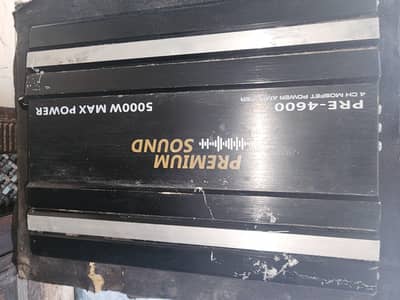 PREMIUM
SOUND
PRE-4600
4 CH MOSFET POWER AMPLIFIER
5000W MAX POWER